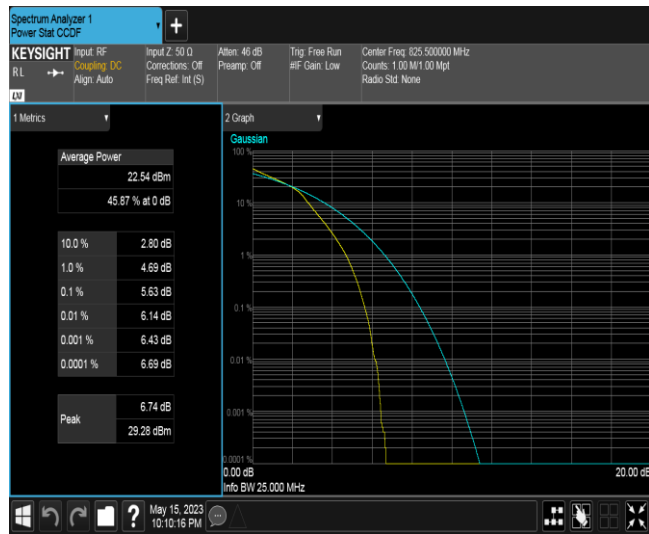 Spectrum Analyzer 1
Power Stat CCDF
+
KEYSIGHT
RL
LXI
Input: RF
Coupling: DC
Align: Auto
Input Z: 50 Ω
Corrections: Off
Freq Ref: Int (S)
Atten: 46 dB
Preamp: Off
Trig: Free Run
#IF Gain: Low
Center Freq: 825.500000 MHz
Counts: 1.00 M/1.00 Mpt
Radio Std: None
1 Metrics
Average Power
22.54 dBm
45.87 % at 0 dB
10.0 % 2.80 dB
1.0 % 4.69 dB
0.1 % 5.63 dB
0.01 % 6.14 dB
0.001 % 6.43 dB
0.0001 % 6.69 dB
Peak
6.74 dB
29.28 dBm
2 Graph
Gaussian
100 %
10 %
1 %
0.1 %
0.01 %
0.001 %
0.0001 %
0.00 dB
20.00 dB
Info BW 25.000 MHz
?
May 15, 2023
10:10:16 PM